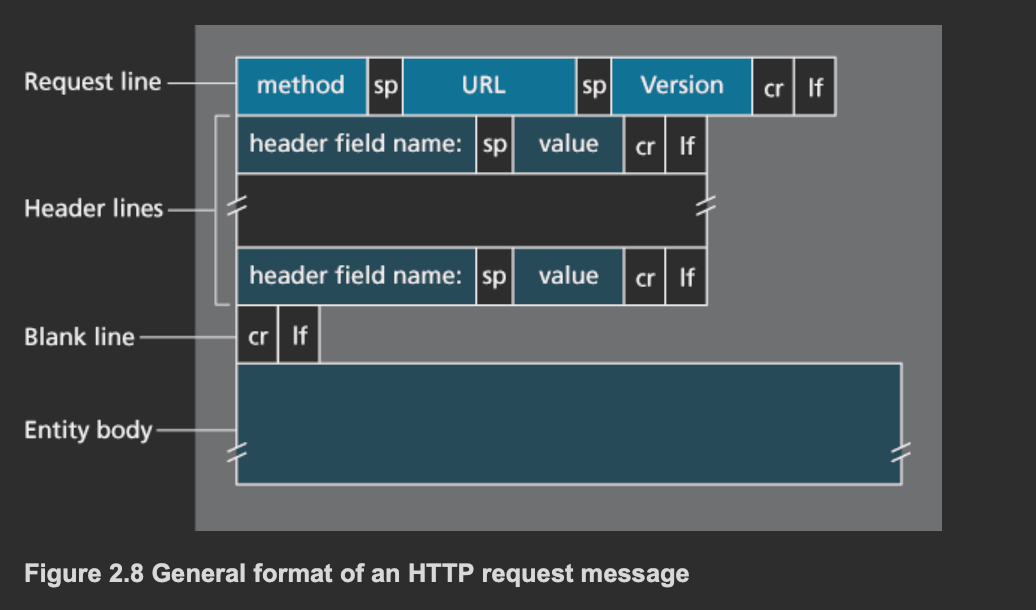 Request line method sp URL sp Version cr lf
header field name: sp value cr lf
Header lines
header field name: sp value cr lf
Blank line cr lf
Entity body
Figure 2.8 General format of an HTTP request message